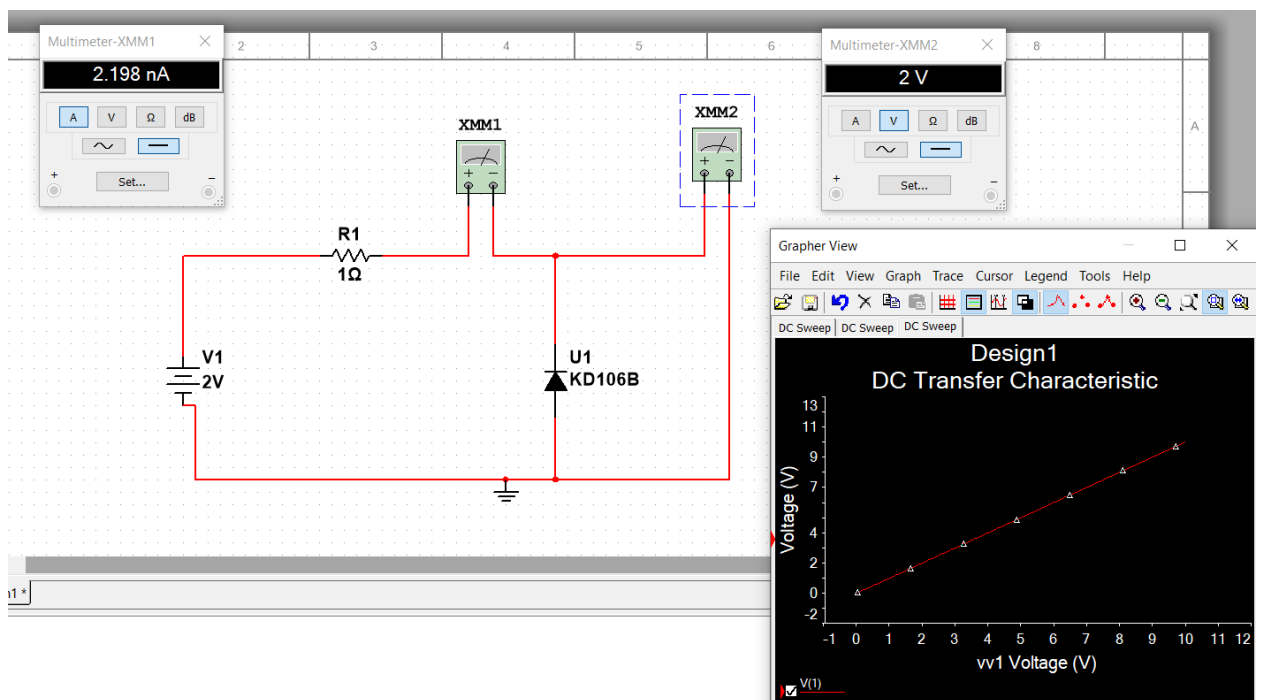 Multimeter-XMM1
2.198 nA
A V Ω dB
+ Set... −
2 3 4 5 6 8
A
Multimeter-XMM2
2 V
A V Ω dB
+ Set... −
XMM1
+ −
XMM2
+ −
R1
1Ω
V1
2V
U1
KD106B
Grapher View
File Edit View Graph Trace Cursor Legend Tools Help
DC Sweep DC Sweep DC Sweep
Design1
DC Transfer Characteristic
Voltage (V)
13
11
9
7
4
2
0
-2
-1 0 1 2 3 4 5 6 7 8 9 10 11 12
vv1 Voltage (V)
V(1)
n1 *